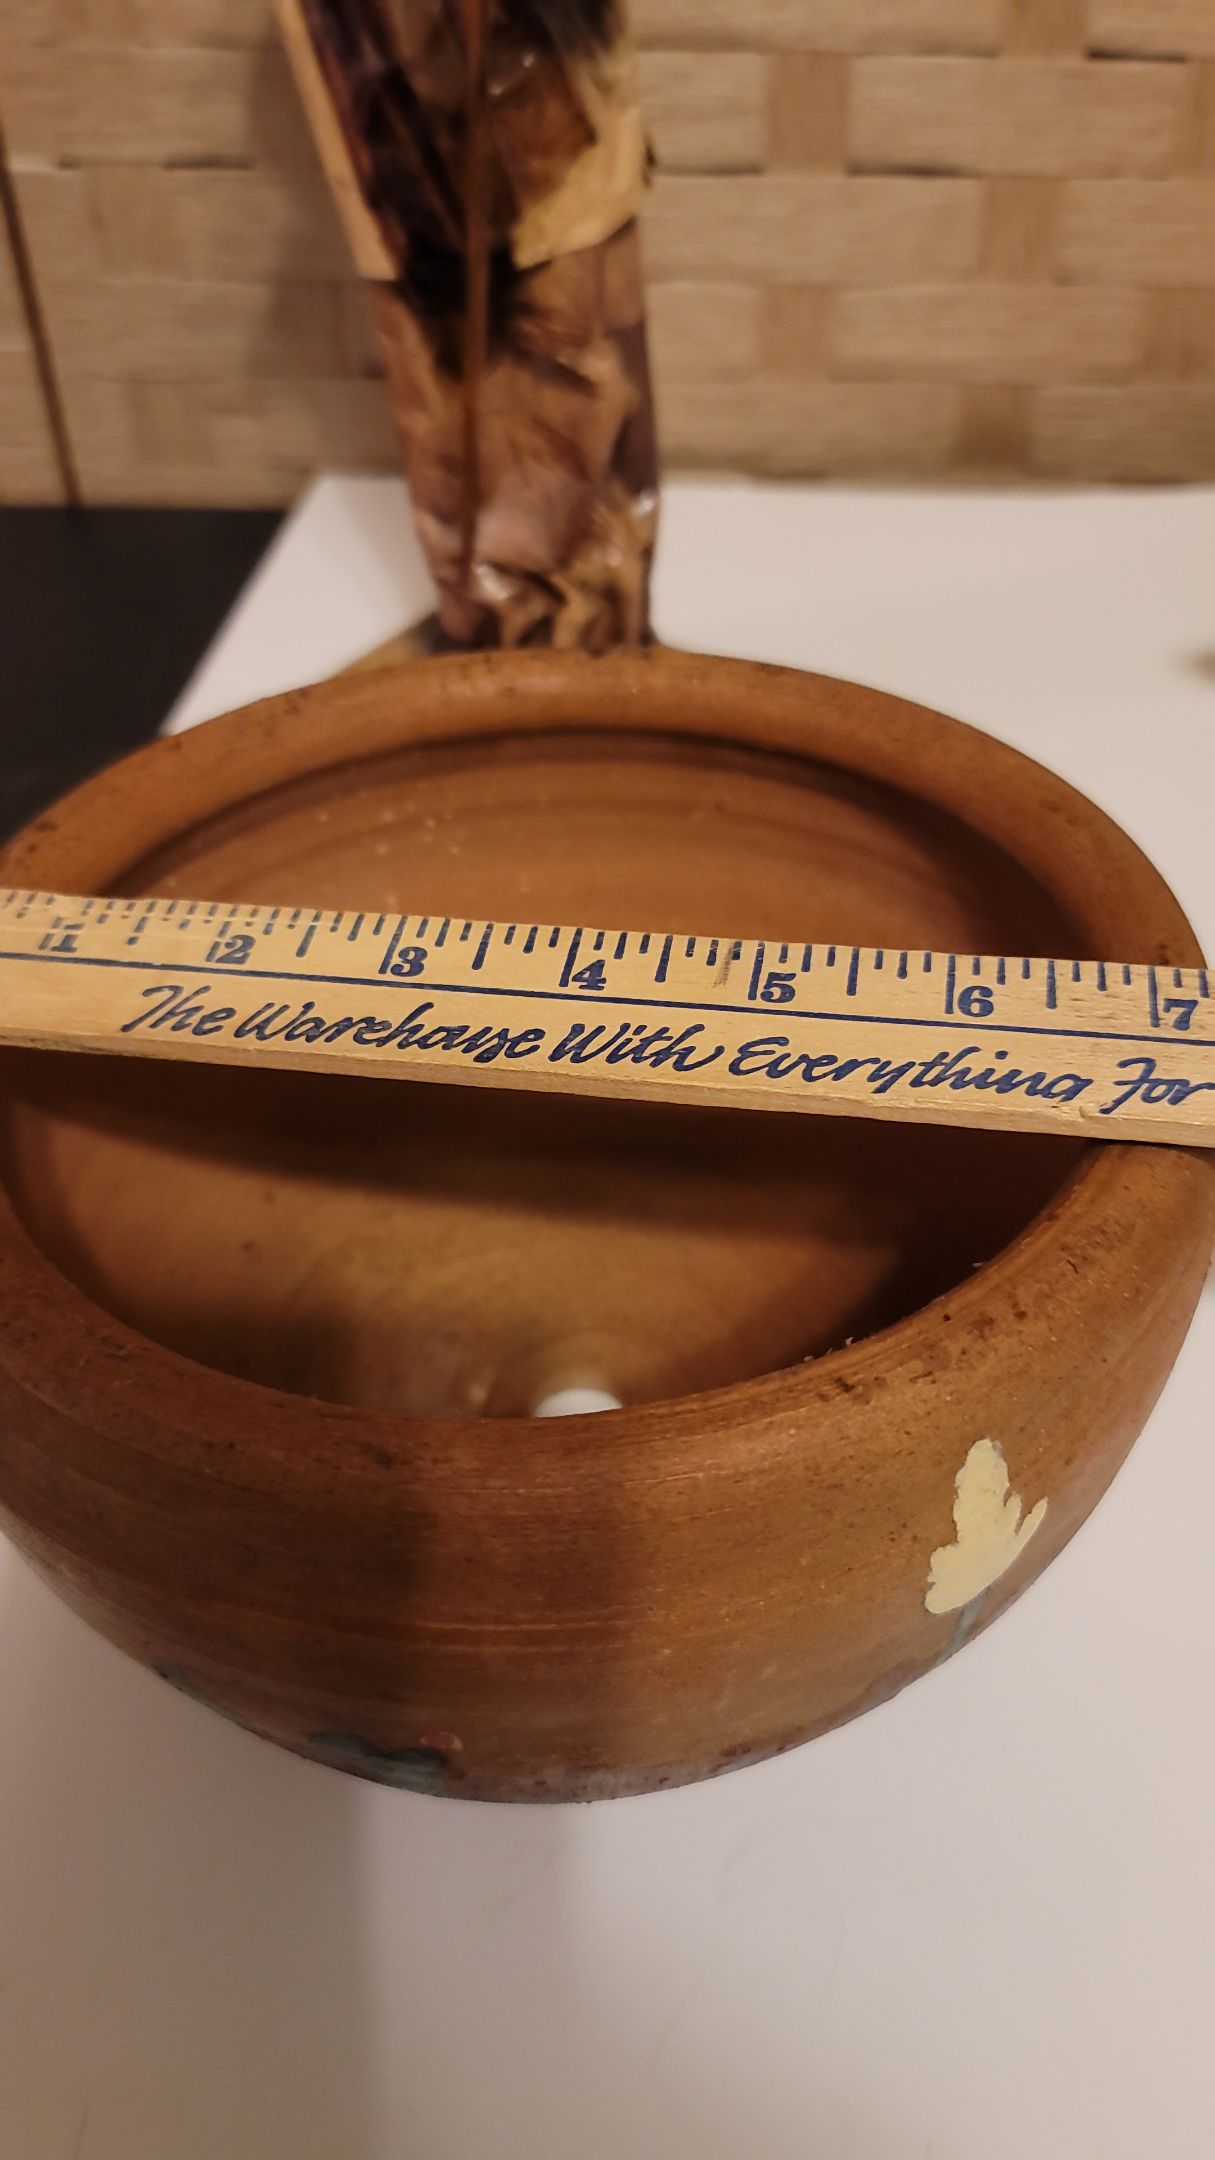 1 2 3 4 5 6 7
The Warehouse With Everything For